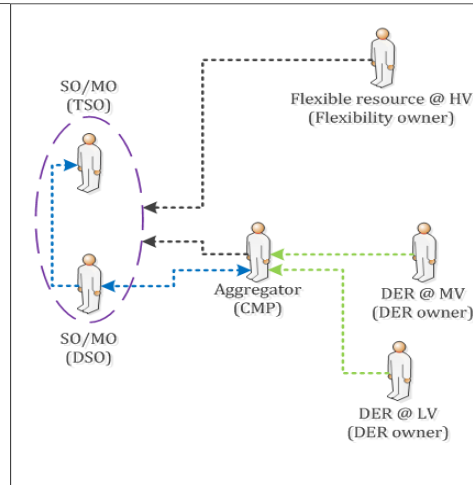 SO/MO
(TSO)
Flexible resource @ HV
(Flexibility owner)
Aggregator
(CMP)
DER @ MV
(DER owner)
SO/MO
(DSO)
DER @ LV
(DER owner)